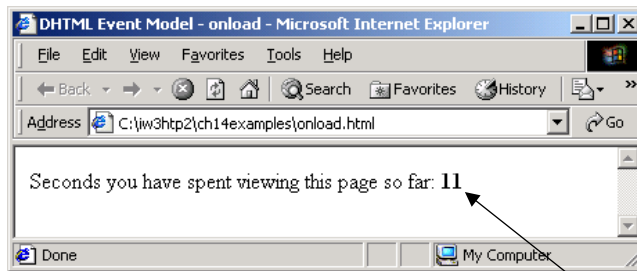 DHTML Event Model - onload - Microsoft Internet Explorer
File Edit View Favorites Tools Help
Back Search Favorites History »
Address C:\iw3htp2\ch14examples\onload.html Go
Seconds you have spent viewing this page so far: 11
Done My Computer